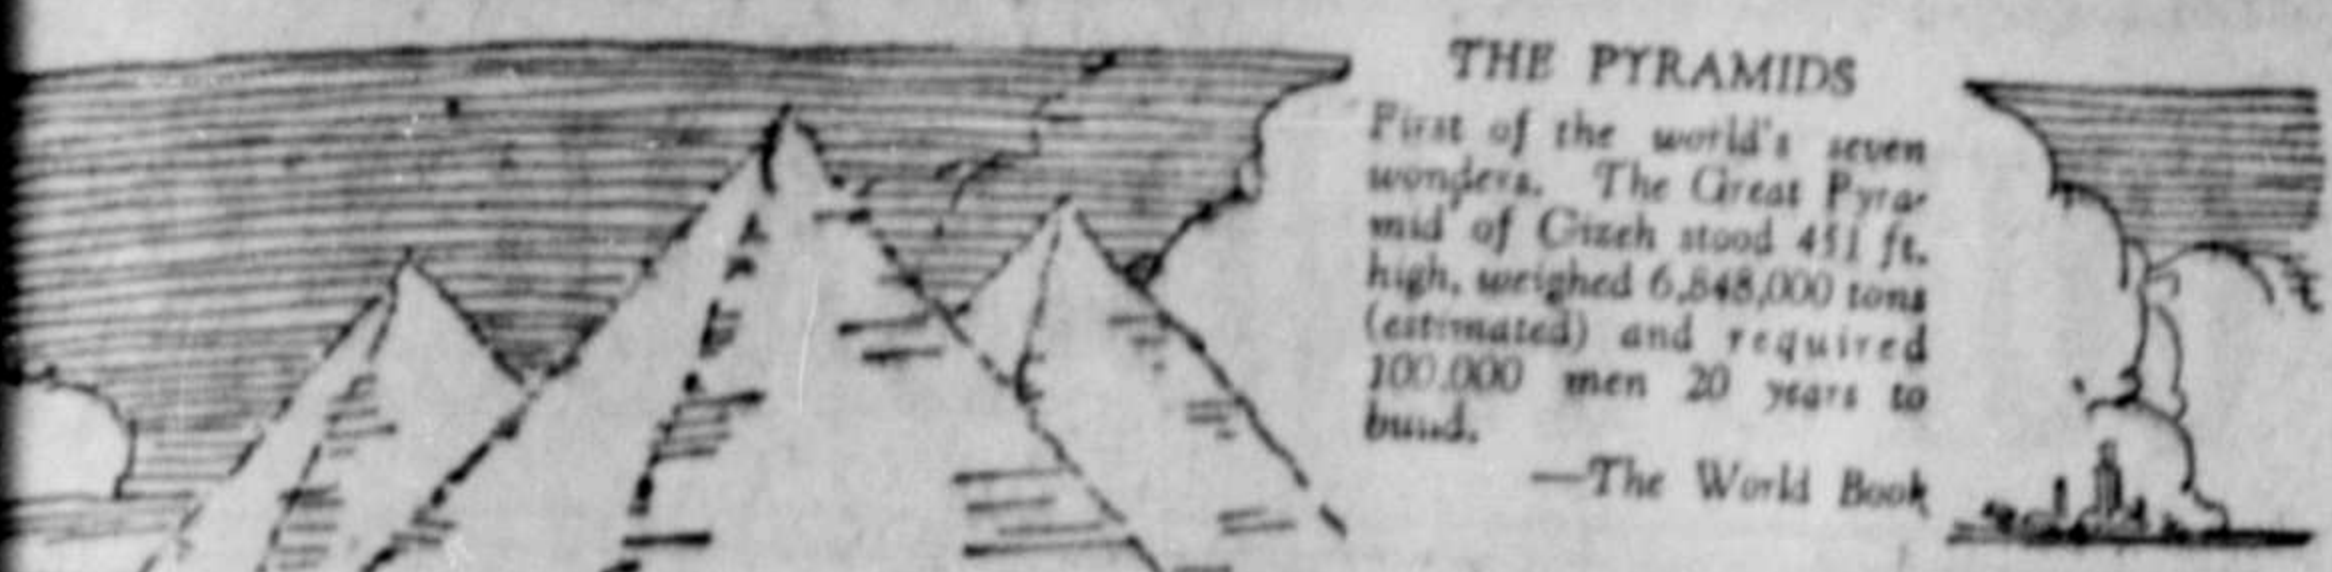 THE PYRAMIDS
First of the world's seven
wonders. The Great Pyra-
mid of Gizeh stood 451 ft.
high, weighed 6,848,000 tons
(estimated) and required
100,000 men 20 years to
build.
—The World Book